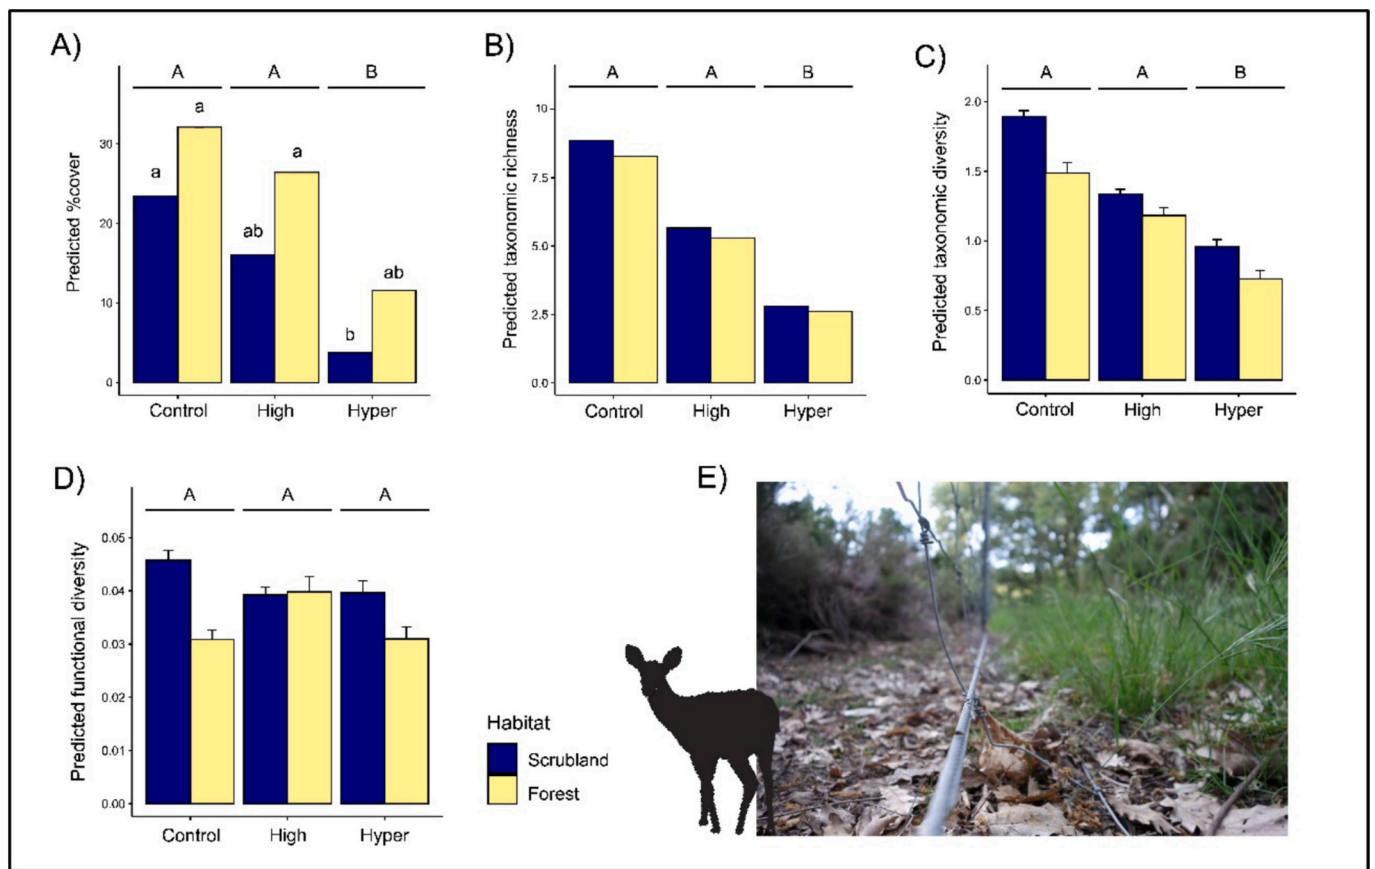 A)
A A B
a
a
a
ab
ab
b
Predicted %cover
30
20
10
0
Control High Hyper
B)
A A B
Predicted taxonomic richness
10
7.5
5.0
2.5
0.0
Control High Hyper
C)
A A B
Predicted taxonomic diversity
2.0
1.5
1.0
0.5
0.0
Control High Hyper
D)
A A A
Predicted functional diversity
0.05
0.04
0.03
0.02
0.01
0.00
Control High Hyper
Habitat
Scrubland
Forest
E)